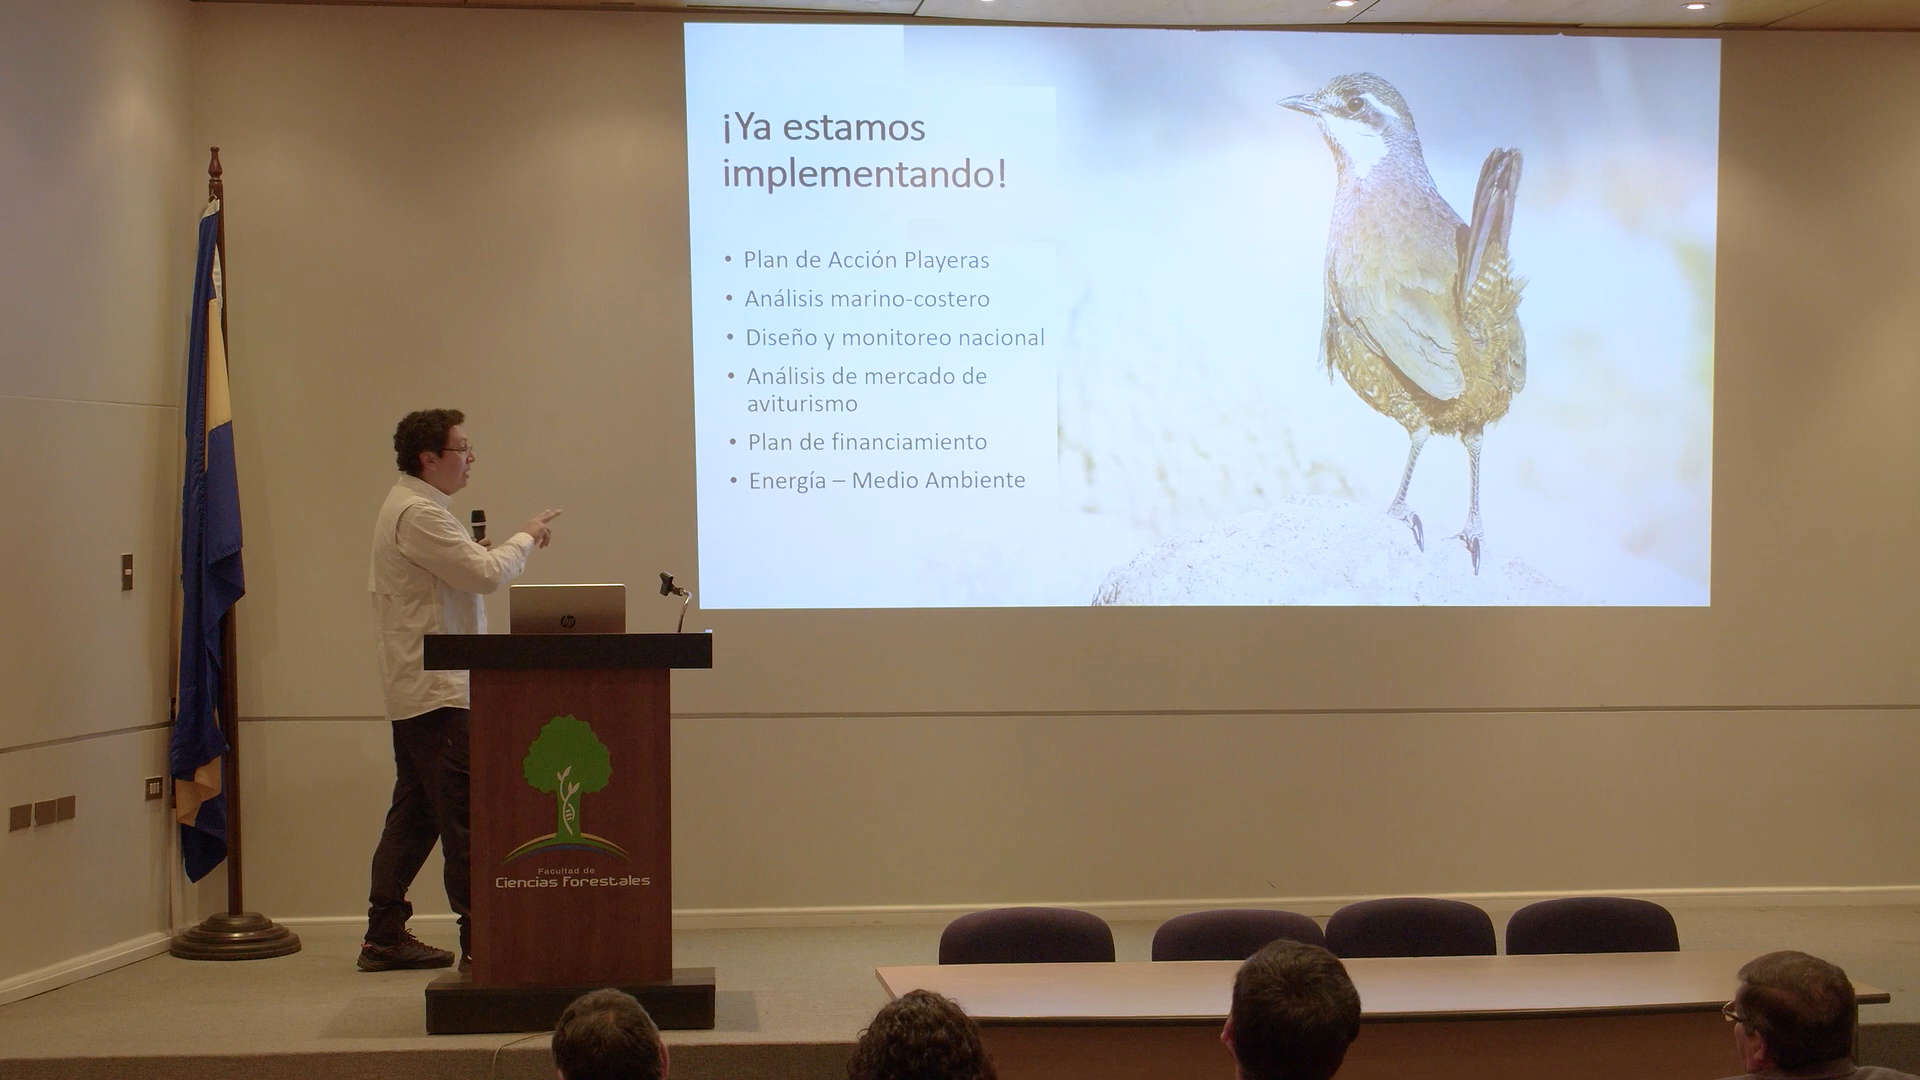 ¡Ya estamos
implementando!
• Plan de Acción Playeras
• Análisis marino-costero
• Diseño y monitoreo nacional
• Análisis de mercado de
aviturismo
• Plan de financiamiento
• Energía – Medio Ambiente
hp
Facultad de
Ciencias Forestales